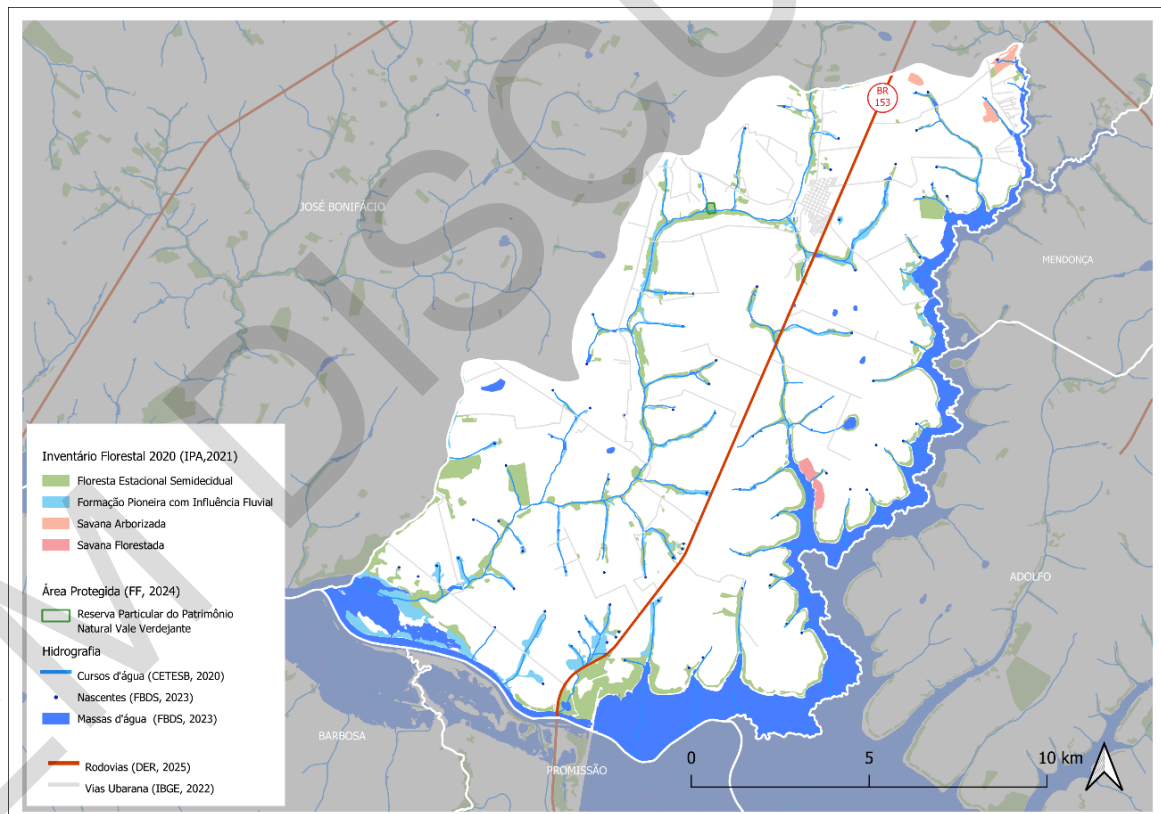 BR
153
JOSÉ BONIFÁCIO
MENDONÇA
Inventário Florestal 2020 (IPA,2021)
Floresta Estacional Semidecidual
Formação Pioneira com Influência Fluvial
Savana Arborizada
Savana Florestada
Área Protegida (FF, 2024)
Reserva Particular do Patrimônio
Natural Vale Verdejante
Hidrografia
Cursos d'água (CETESB, 2020)
Nascentes (FBDS, 2023)
Massas d'água (FBDS, 2023)
Rodovias (DER, 2025)
Vias Ubarana (IBGE, 2022)
ADOLFO
BARBOSA
PROMISSÃO
0 5 10 km
EM DISCU